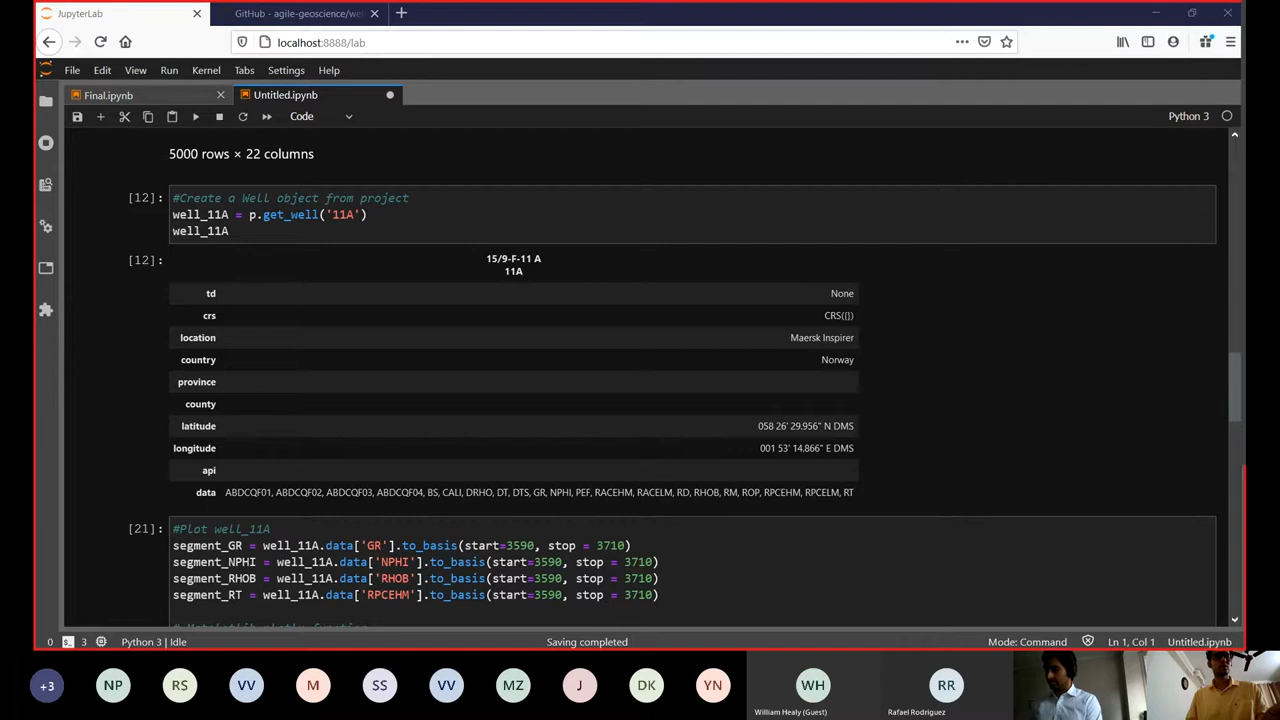 JupyterLab
GitHub - agile-geoscience/we
localhost:8888/lab
File Edit View Run Kernel Tabs Settings Help
Final.ipynb
Untitled.ipynb
Code
Python 3
5000 rows × 22 columns
[12]:
#Create a Well object from project
well_11A = p.get_well('11A')
well_11A
[12]:
15/9-F-11 A
11A
td None
crs CRS({})
location Maersk Inspirer
country Norway
province
county
latitude 058 26' 29.956" N DMS
longitude 001 53' 14.866" E DMS
api
data ABDCQF01, ABDCQF02, ABDCQF03, ABDCQF04, BS, CALI, DRHO, DT, DTS, GR, NPHI, PEF, RACEHM, RACELM, RD, RHOB, RM, ROP, RPCEHM, RPCELM, RT
[21]:
#Plot well_11A
segment_GR = well_11A.data['GR'].to_basis(start=3590, stop = 3710)
segment_NPHI = well_11A.data['NPHI'].to_basis(start=3590, stop = 3710)
segment_RHOB = well_11A.data['RHOB'].to_basis(start=3590, stop = 3710)
segment_RT = well_11A.data['RPCEHM'].to_basis(start=3590, stop = 3710)
0 3 Python 3 | Idle Saving completed Mode: Command Ln 1, Col 1 Untitled.ipynb
+3 NP RS VV M SS VV MZ J DK YN WH RR
William Healy (Guest)
Rafael Rodriguez